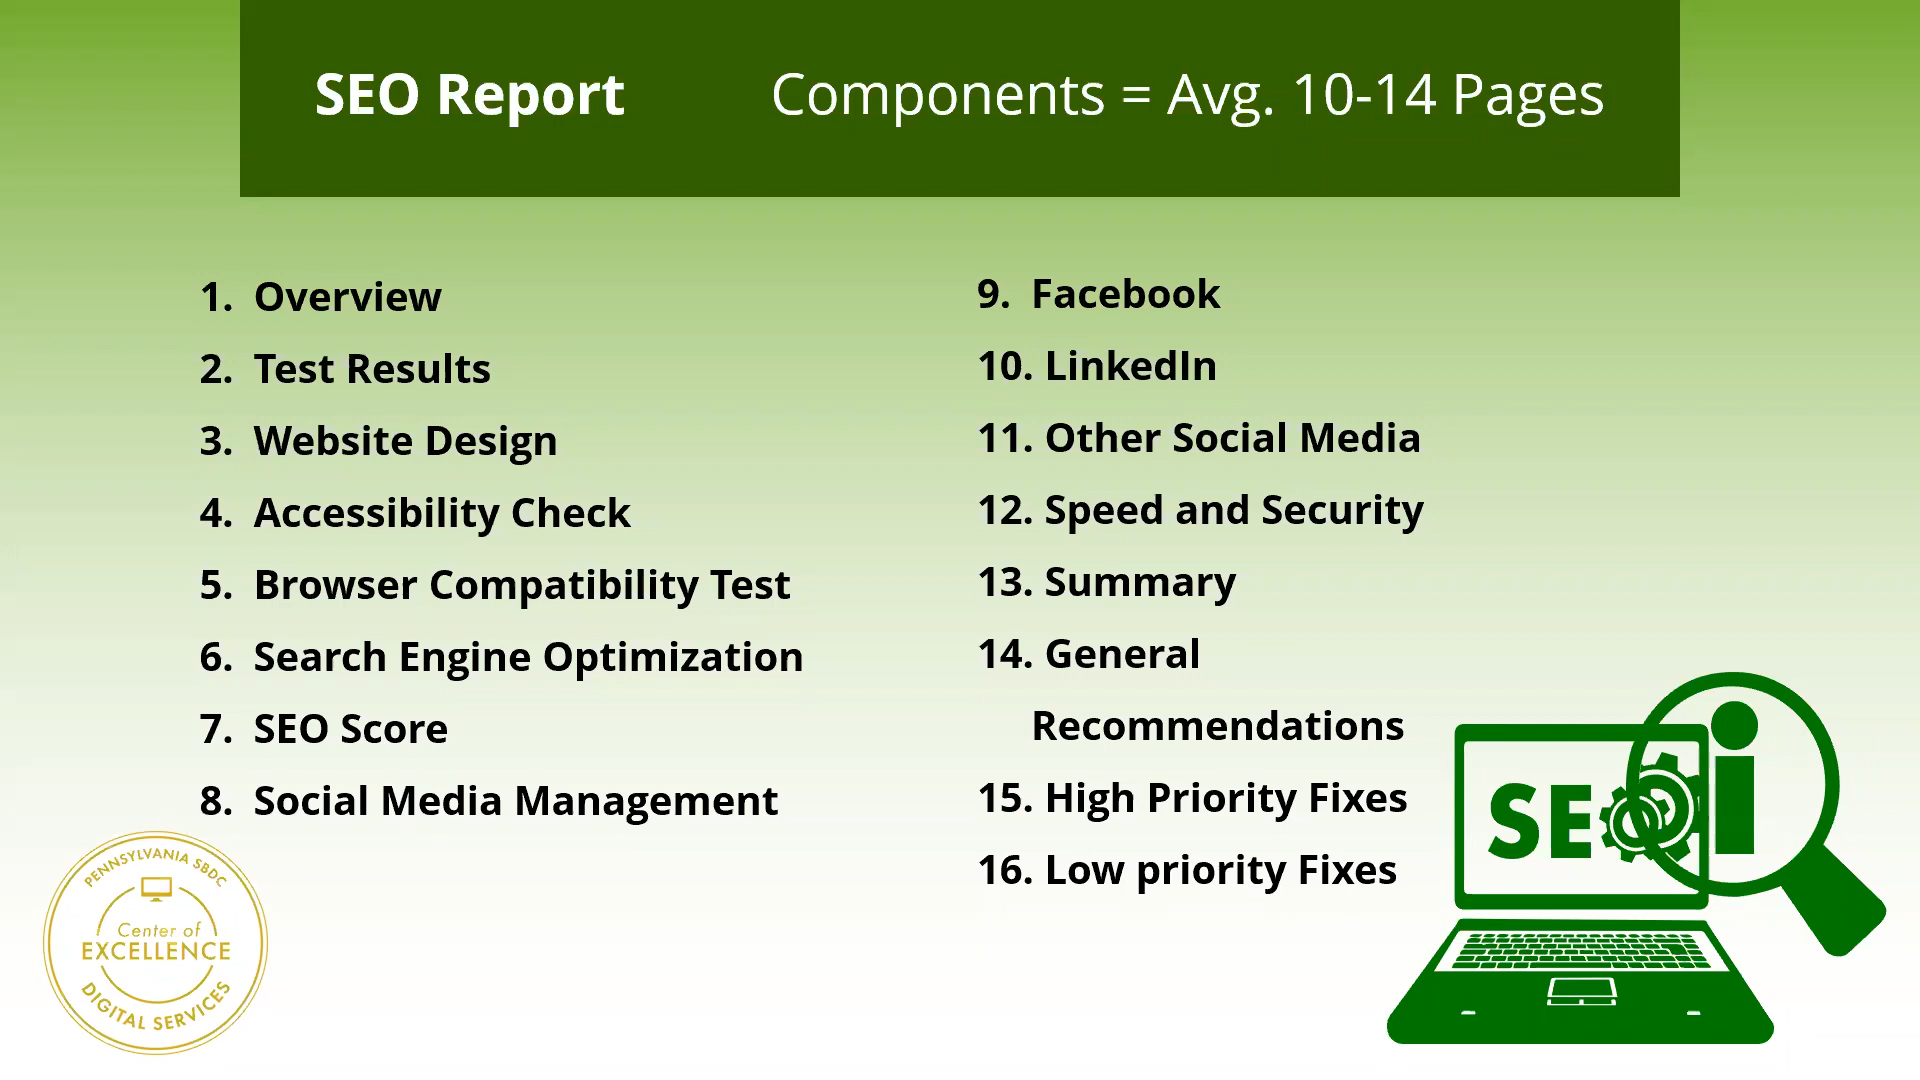 SEO Report
Components = Avg. 10-14 Pages
1. Overview
2. Test Results
3. Website Design
4. Accessibility Check
5. Browser Compatibility Test
6. Search Engine Optimization
7. SEO Score
8. Social Media Management
9. Facebook
10. LinkedIn
11. Other Social Media
12. Speed and Security
13. Summary
14. General
Recommendations
15. High Priority Fixes
16. Low priority Fixes
SEO
i
PENNSYLVANIA SBDC
Center of
EXCELLENCE
DIGITAL SERVICES